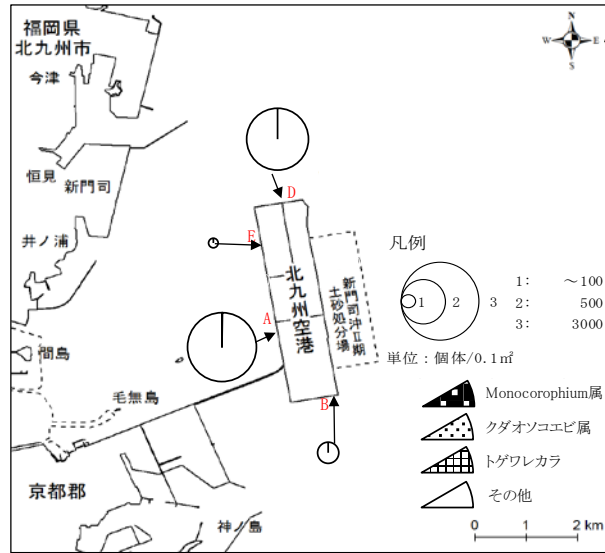 福岡県
北九州市
今津
恒見
新門司
井ノ浦
間島
毛無島
京都郡
神ノ島
N
W
E
S
D
E
A
B
北九州空港
新門司沖Ⅱ期
土砂処分場
凡例
1
2
3
1: ~100
2: 500
3: 3000
単位:個体/0.1㎡
Monocorophium属
クダオソコエビ属
トゲワレカラ
その他
0 1 2 km